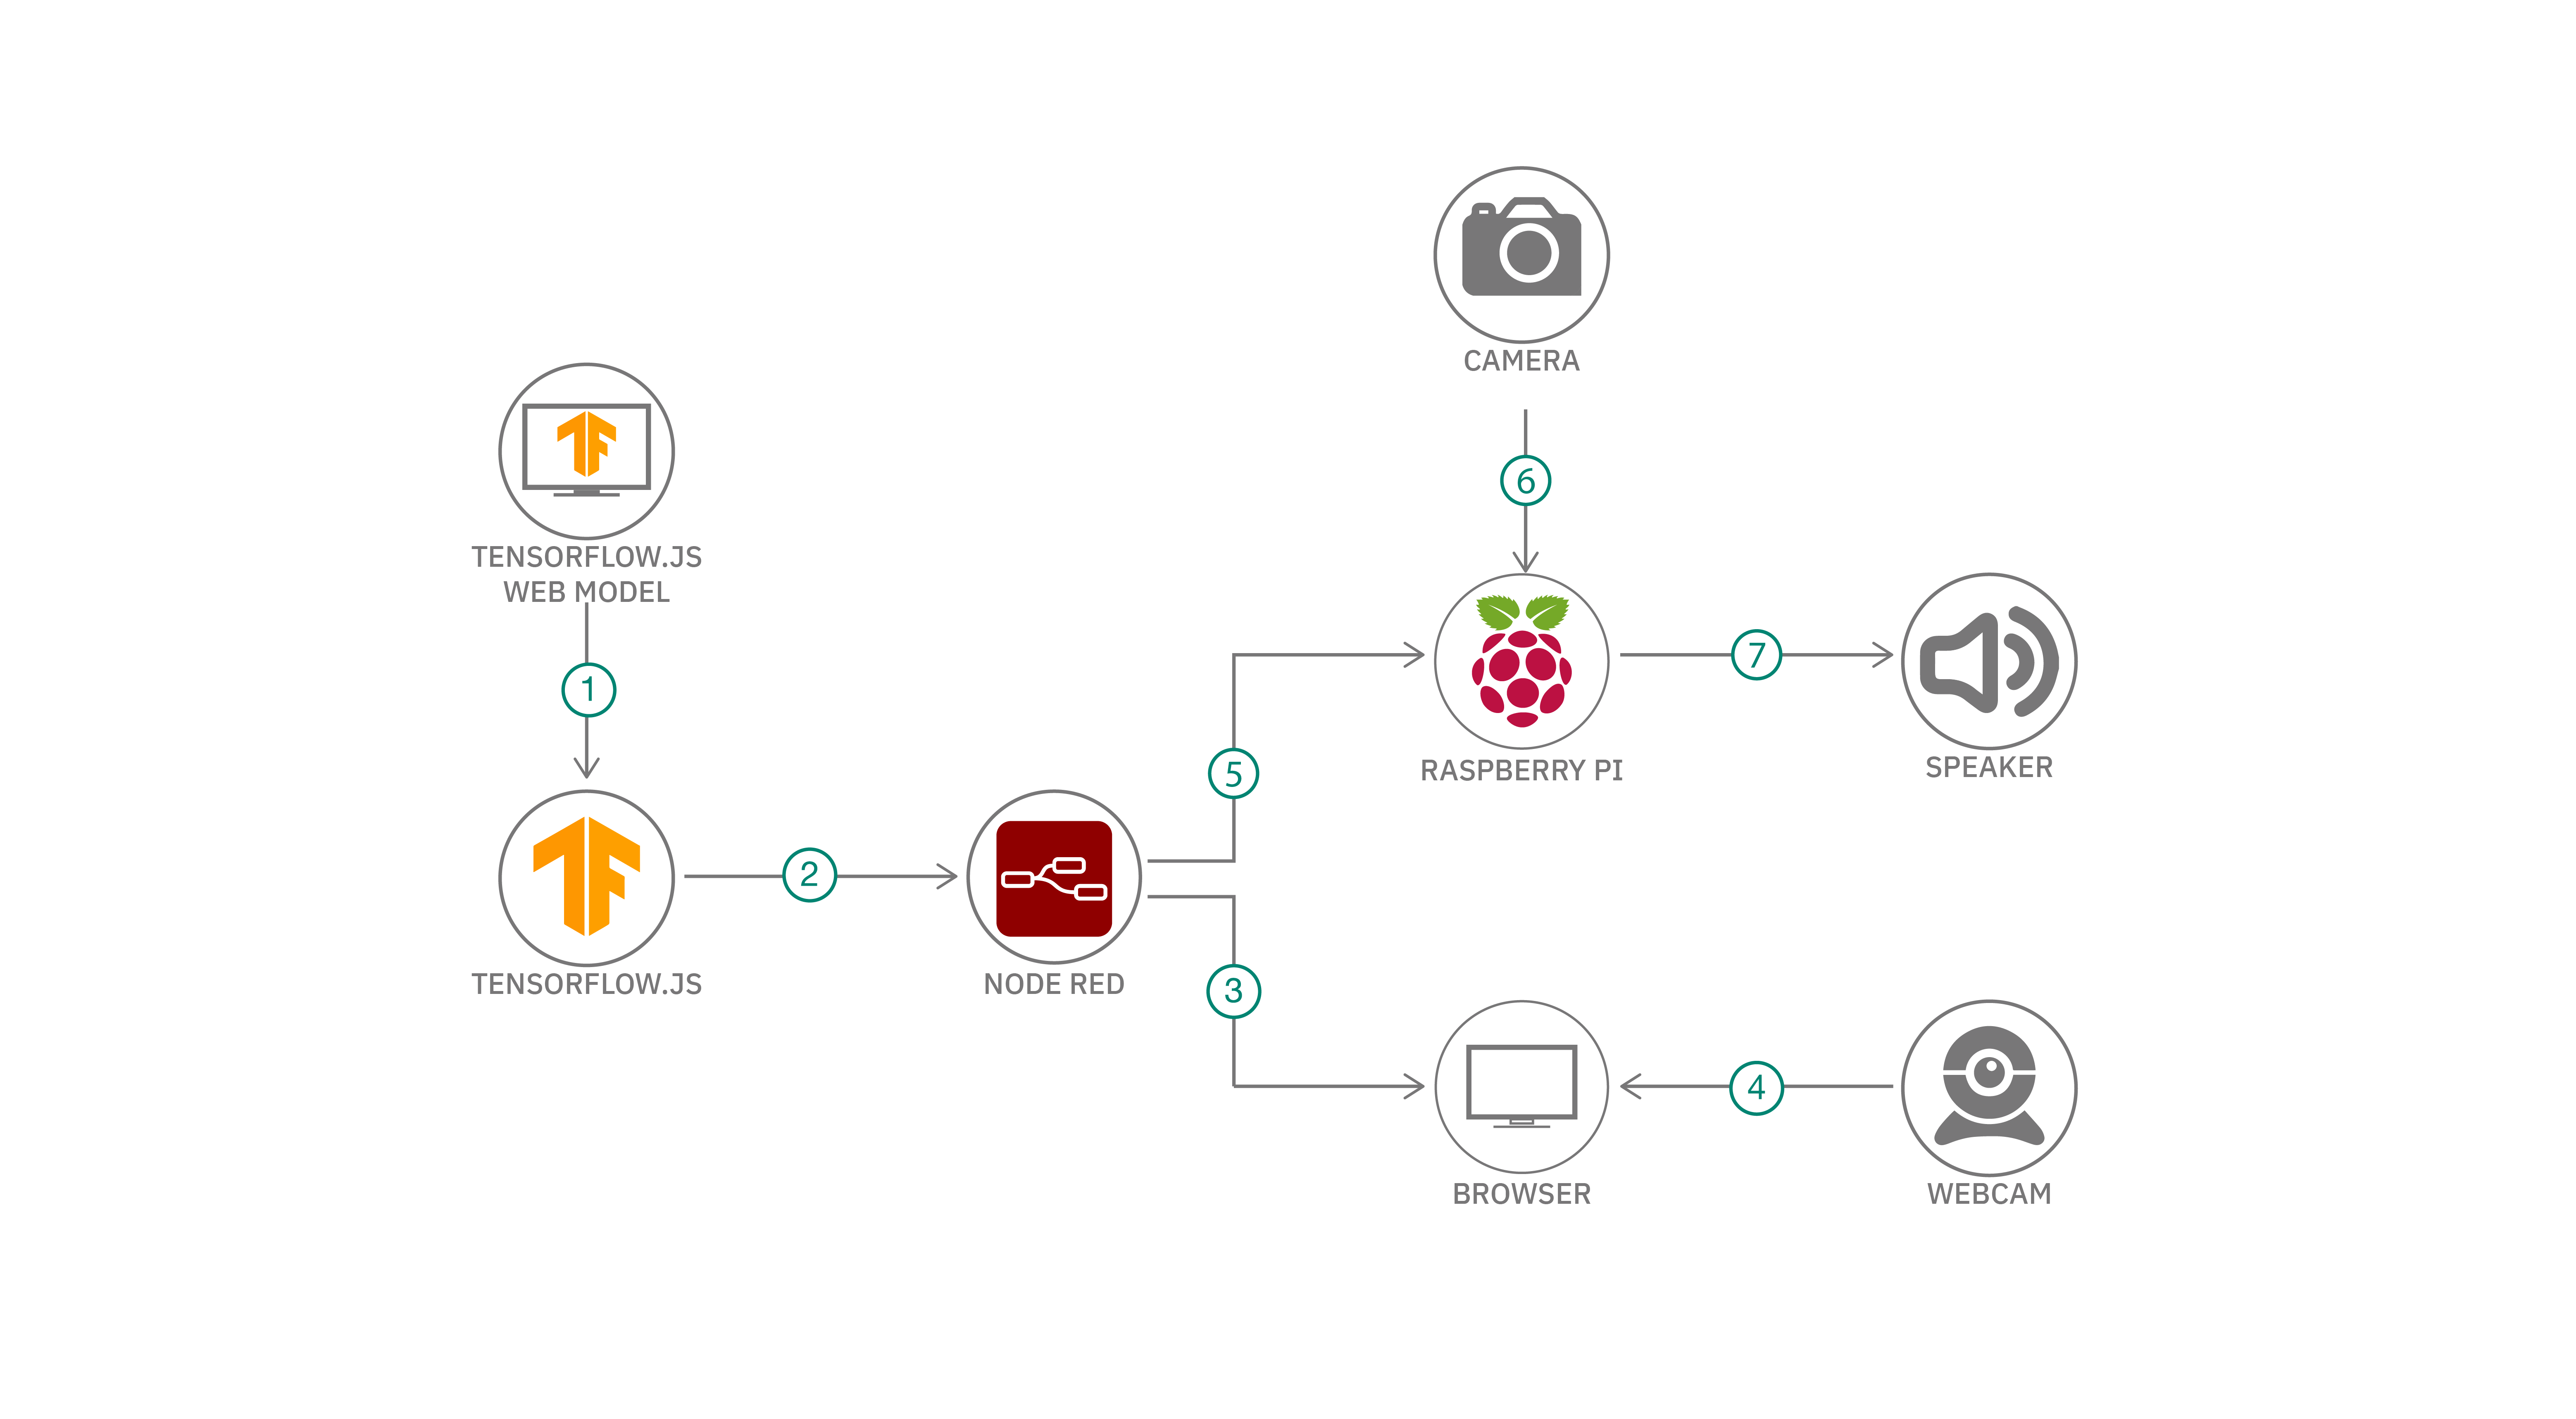 CAMERA
TENSORFLOW.JS
WEB MODEL
6
1
RASPBERRY PI
7
SPEAKER
5
TENSORFLOW.JS
2
NODE RED
3
BROWSER
4
WEBCAM